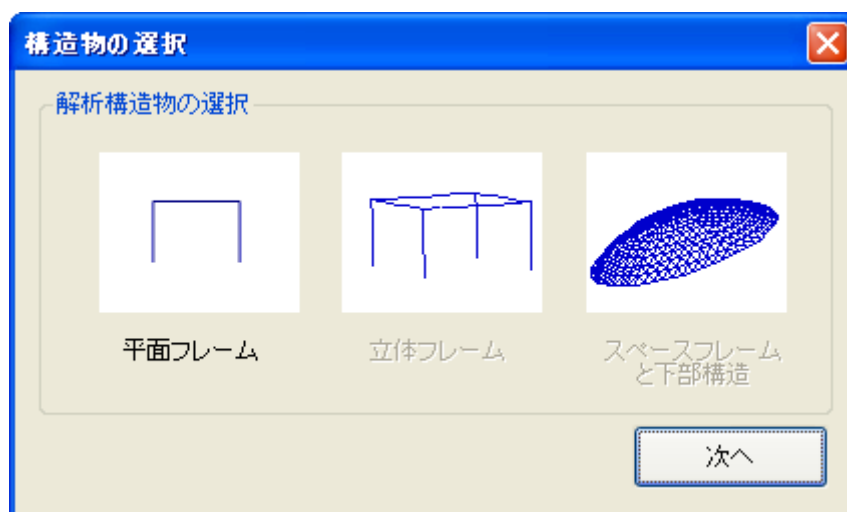 構造物の選択
解析構造物の選択
平面フレーム
立体フレーム
スペースフレーム
と下部構造
次へ